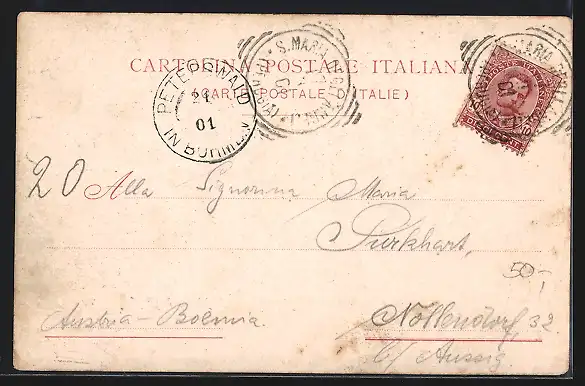 CARTOLINA POSTALE ITALIANA
(CARTE POSTALE D'ITALIE)
S. MARIA
PETERSWALD
21
01
IN BÖHMEN
DIECI
20 Alla Signorina Maria
Purkhart,
50-,
Austria-Boemia. Nollendorf, 32
b/ Aussig